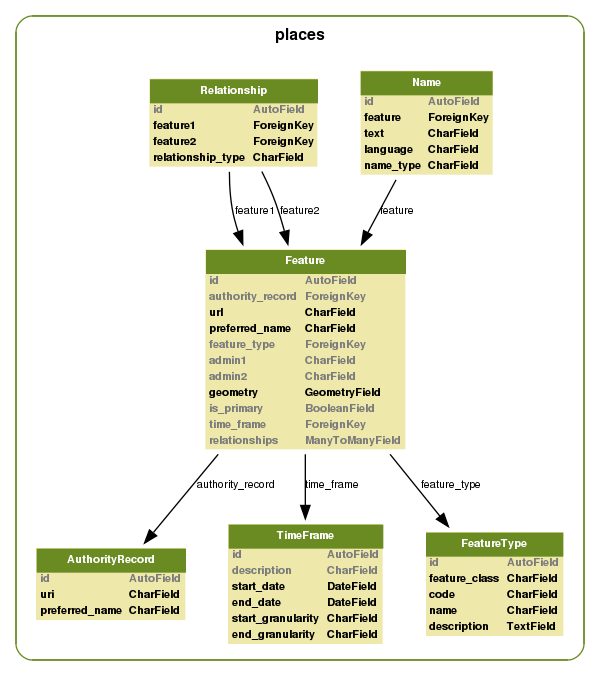 places
Relationship
id AutoField
feature1 ForeignKey
feature2 ForeignKey
relationship_type CharField
Name
id AutoField
feature ForeignKey
text CharField
language CharField
name_type CharField
feature1
feature2
feature
Feature
id AutoField
authority_record ForeignKey
url CharField
preferred_name CharField
feature_type ForeignKey
admin1 CharField
admin2 CharField
geometry GeometryField
is_primary BooleanField
time_frame ForeignKey
relationships ManyToManyField
authority_record
time_frame
feature_type
AuthorityRecord
id AutoField
uri CharField
preferred_name CharField
TimeFrame
id AutoField
description CharField
start_date DateField
end_date DateField
start_granularity CharField
end_granularity CharField
FeatureType
id AutoField
feature_class CharField
code CharField
name CharField
description TextField